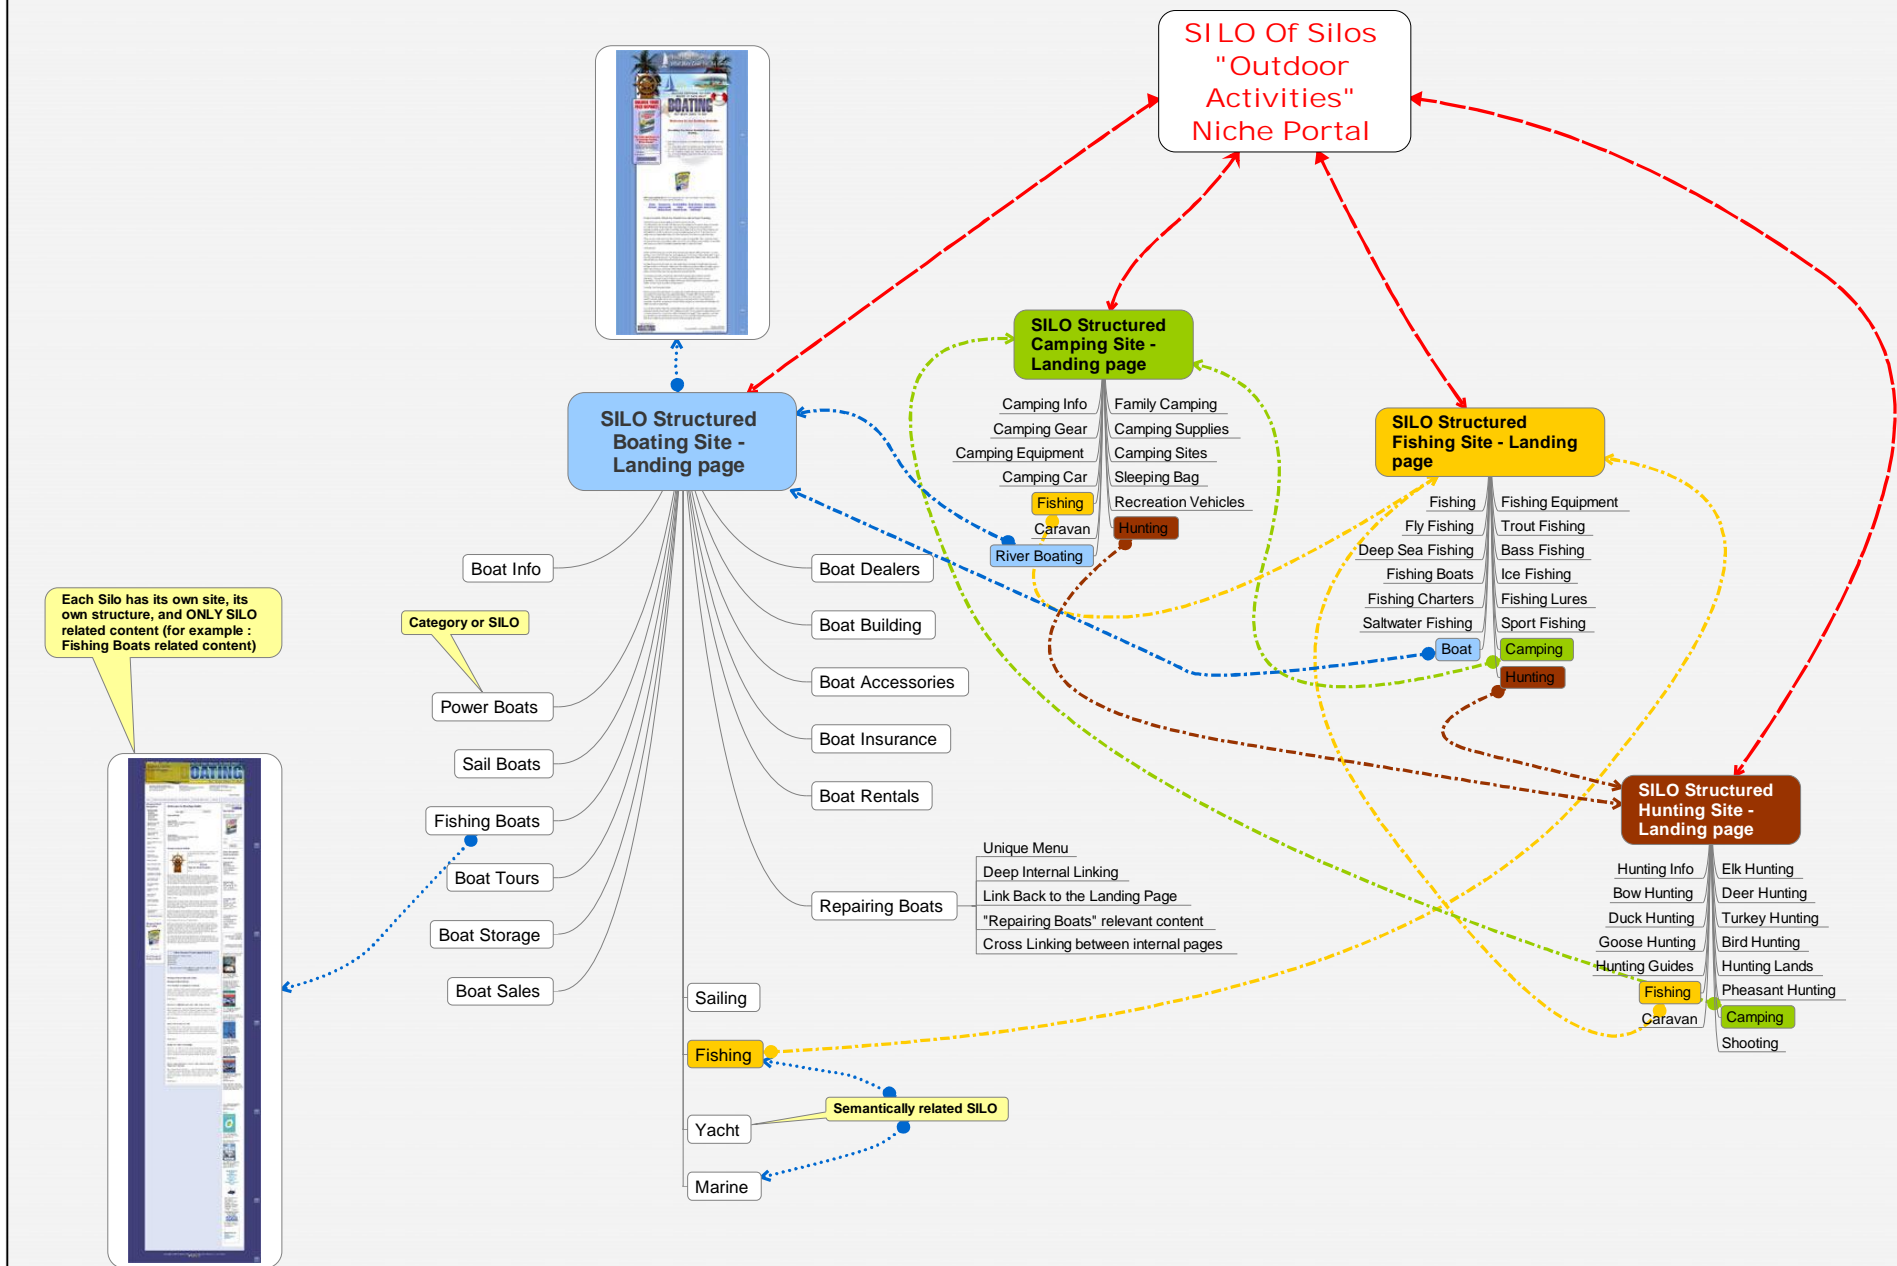 SILO Of Silos
"Outdoor
Activities"
Niche Portal
BOATING
SILO Structured
Boating Site -
Landing page
SILO Structured
Camping Site -
Landing page
Camping Info
Camping Gear
Camping Equipment
Camping Car
Fishing
Caravan
River Boating
Family Camping
Camping Supplies
Camping Sites
Sleeping Bag
Recreation Vehicles
Hunting
SILO Structured
Fishing Site - Landing
page
Fishing
Fly Fishing
Deep Sea Fishing
Fishing Boats
Fishing Charters
Saltwater Fishing
Boat
Fishing Equipment
Trout Fishing
Bass Fishing
Ice Fishing
Fishing Lures
Sport Fishing
Camping
Hunting
SILO Structured
Hunting Site -
Landing page
Hunting Info
Bow Hunting
Duck Hunting
Goose Hunting
Hunting Guides
Fishing
Caravan
Elk Hunting
Deer Hunting
Turkey Hunting
Bird Hunting
Hunting Lands
Pheasant Hunting
Camping
Shooting
Each Silo has its own site, its
own structure, and ONLY SILO
related content (for example :
Fishing Boats related content)
Category or SILO
Boat Info
Power Boats
Sail Boats
Fishing Boats
Boat Tours
Boat Storage
Boat Sales
Boat Dealers
Boat Building
Boat Accessories
Boat Insurance
Boat Rentals
Repairing Boats
Unique Menu
Deep Internal Linking
Link Back to the Landing Page
"Repairing Boats" relevant content
Cross Linking between internal pages
Sailing
Fishing
Yacht
Marine
Semantically related SILO